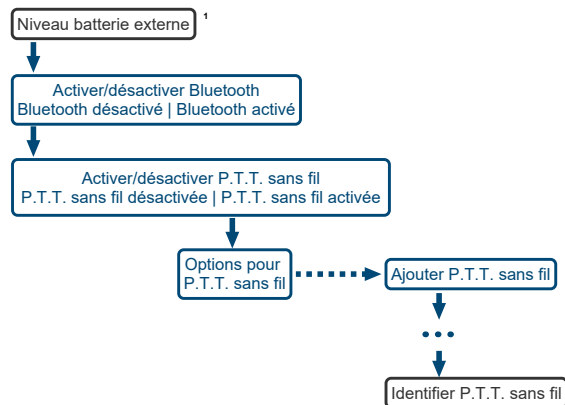 Niveau batterie externe ¹
Activer/désactiver Bluetooth
Bluetooth désactivé | Bluetooth activé
Activer/désactiver P.T.T. sans fil
P.T.T. sans fil désactivée | P.T.T. sans fil activée
Options pour
P.T.T. sans fil
Ajouter P.T.T. sans fil
•••
Identifier P.T.T. sans fil